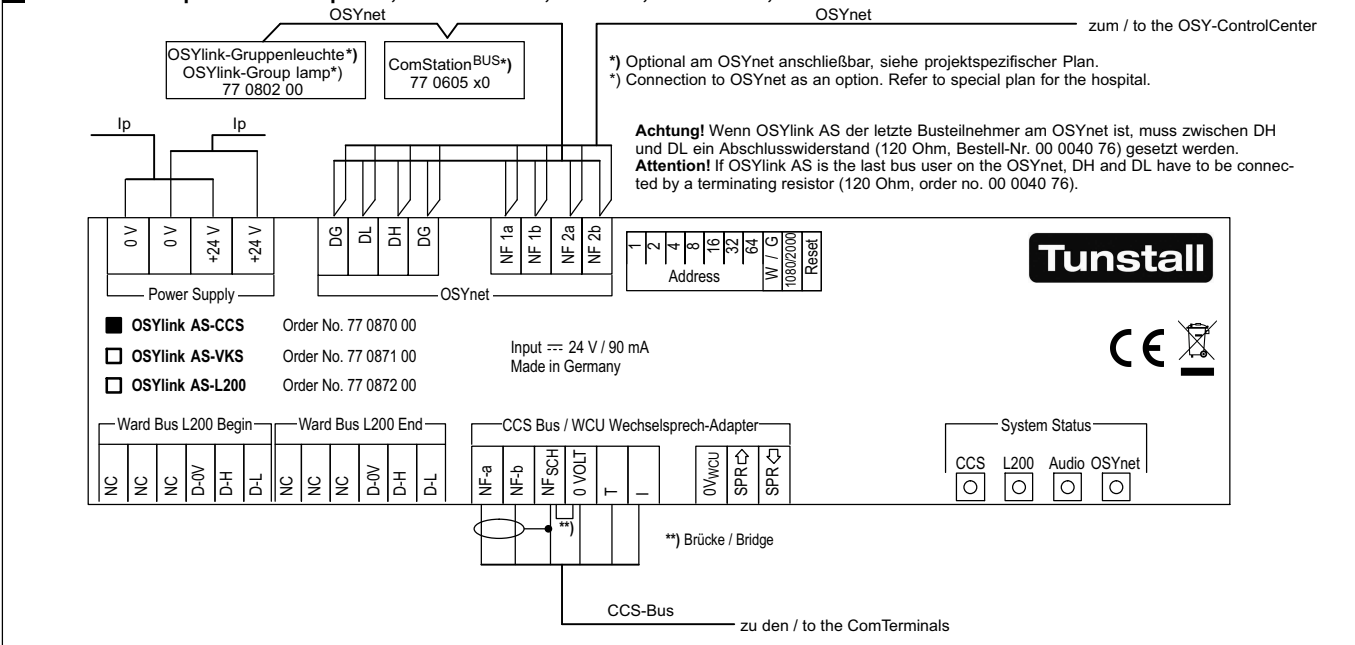 OSYnet
OSYnet
zum / to the OSY-ControlCenter
OSYlink-Gruppenleuchte*)
OSYlink-Group lamp*)
77 0802 00
ComStationBUS*)
77 0605 x0
*) Optional am OSYnet anschließbar, siehe projektspezifischer Plan.
*) Connection to OSYnet as an option. Refer to special plan for the hospital.
Ip
Ip
Achtung! Wenn OSYlink AS der letzte Busteilnehmer am OSYnet ist, muss zwischen DH
und DL ein Abschlusswiderstand (120 Ohm, Bestell-Nr. 00 0040 76) gesetzt werden.
Attention! If OSYlink AS is the last bus user on the OSYnet, DH and DL have to be connec-
ted by a terminating resistor (120 Ohm, order no. 00 0040 76).
0 V
0 V
+24 V
+24 V
Power Supply
DG
DL
DH
DG
NF 1a
NF 1b
NF 2a
NF 2b
OSYnet
1
2
4
8
16
32
64
Address
W / G
1080/2000
Reset
Tunstall
OSYlink AS-CCS Order No. 77 0870 00
OSYlink AS-VKS Order No. 77 0871 00
OSYlink AS-L200 Order No. 77 0872 00
Input 24 V / 90 mA
Made in Germany
CE
Ward Bus L200 Begin
NC
NC
NC
D-0V
D-H
D-L
Ward Bus L200 End
NC
NC
NC
D-0V
D-H
D-L
CCS Bus / WCU Wechselsprech-Adapter
NF-a
NF-b
NFSCH
0 VOLT
T
I
0VWCU
SPR
SPR
System Status
CCS L200 Audio OSYnet
**)
**) Brücke / Bridge
CCS-Bus
zu den / to the ComTerminals